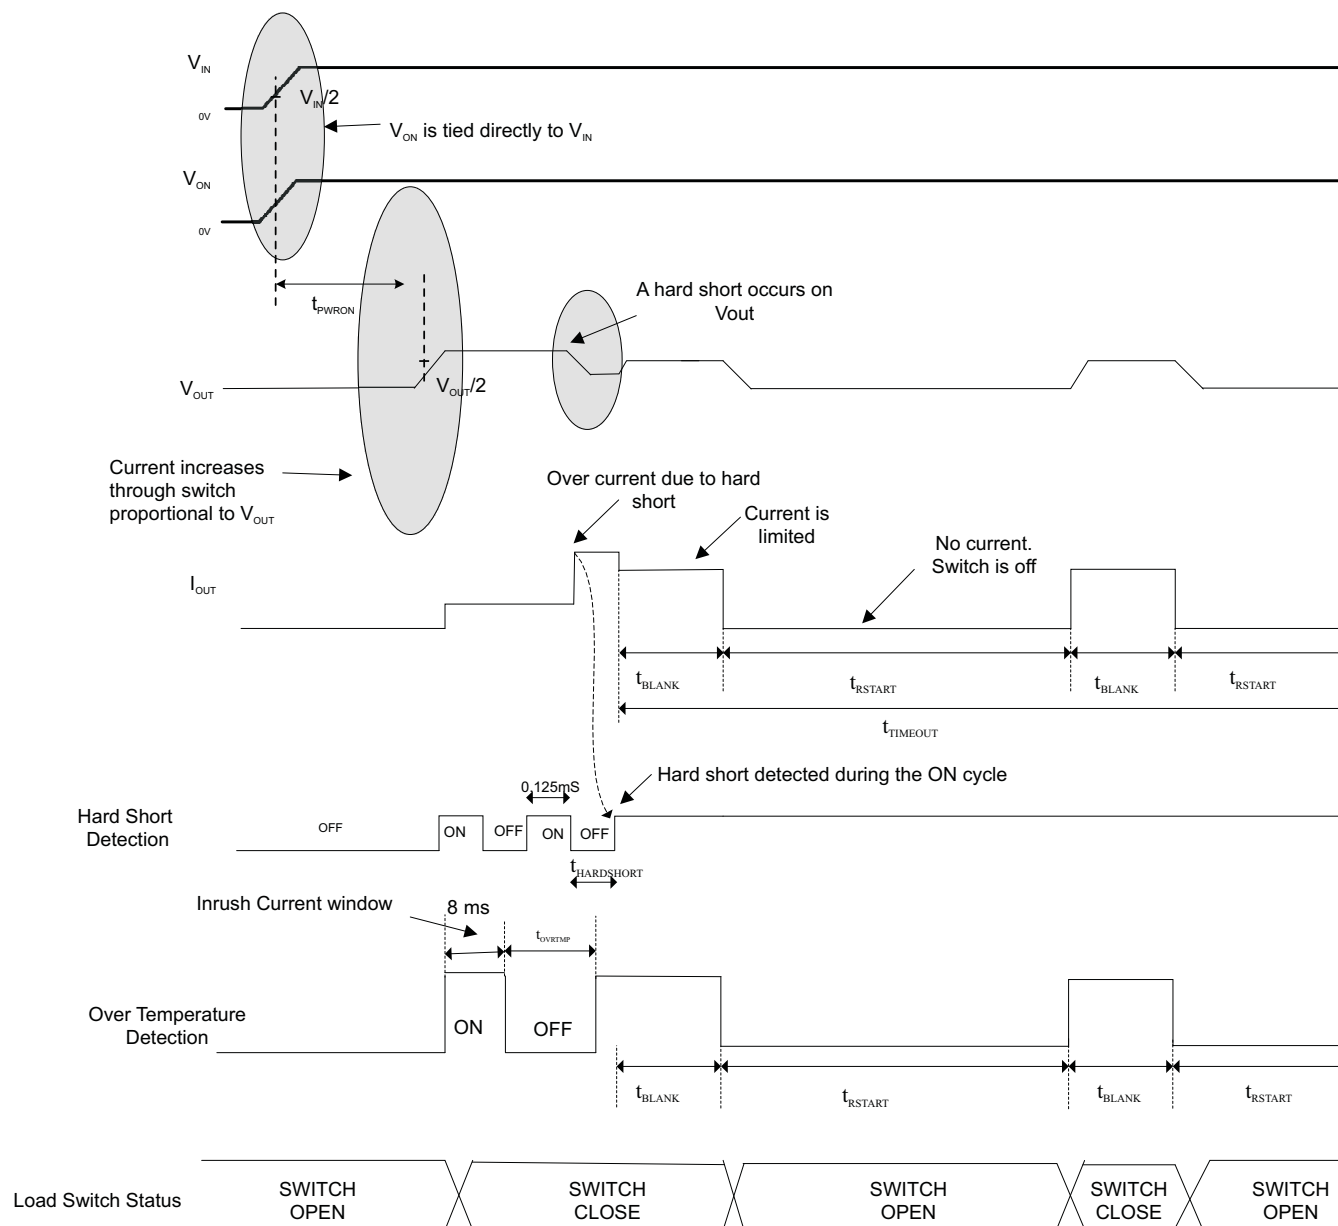 V_IN
V_IN/2
0V
V_ON is tied directly to V_IN
V_ON
0V
t_PWRON
A hard short occurs on
Vout
V_OUT
V_OUT/2
Current increases
through switch
proportional to V_OUT
Over current due to hard
short
Current is
limited
No current.
Switch is off
I_OUT
t_BLANK
t_RSTART
t_BLANK
t_RSTART
t_TIMEOUT
0.125mS
Hard short detected during the ON cycle
Hard Short
Detection
OFF
ON
OFF
ON
OFF
t_HARDSHORT
Inrush Current window
8 ms
t_OVRTMP
Over Temperature
Detection
ON
OFF
t_BLANK
t_RSTART
t_BLANK
t_RSTART
Load Switch Status
SWITCH
OPEN
SWITCH
CLOSE
SWITCH
OPEN
SWITCH
CLOSE
SWITCH
OPEN